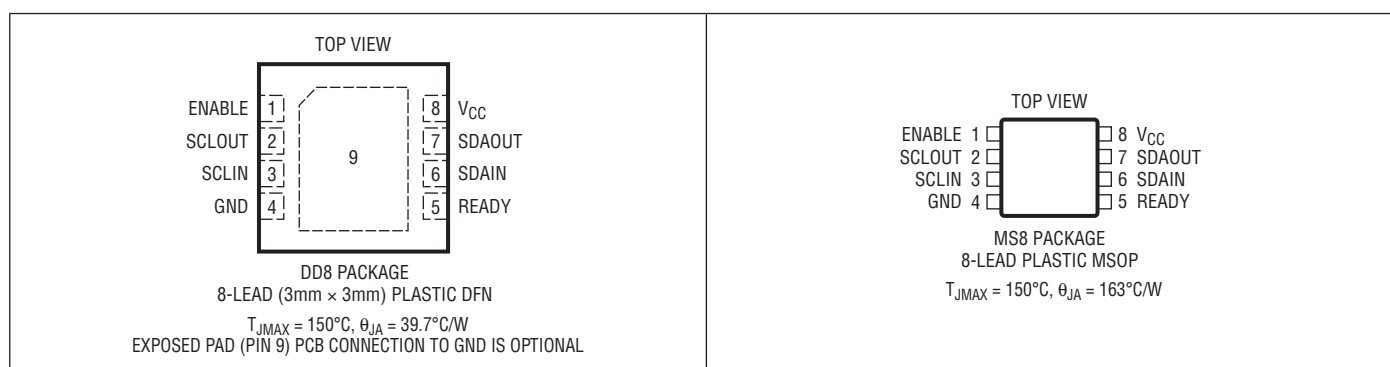 TOP VIEW
ENABLE 1 8 VCC
SCLOUT 2 7 SDAOUT
9
SCLIN 3 6 SDAIN
GND 4 5 READY
DD8 PACKAGE
8-LEAD (3mm × 3mm) PLASTIC DFN
TJMAX = 150°C, θJA = 39.7°C/W
EXPOSED PAD (PIN 9) PCB CONNECTION TO GND IS OPTIONAL
TOP VIEW
ENABLE 1 8 VCC
SCLOUT 2 7 SDAOUT
SCLIN 3 6 SDAIN
GND 4 5 READY
MS8 PACKAGE
8-LEAD PLASTIC MSOP
TJMAX = 150°C, θJA = 163°C/W